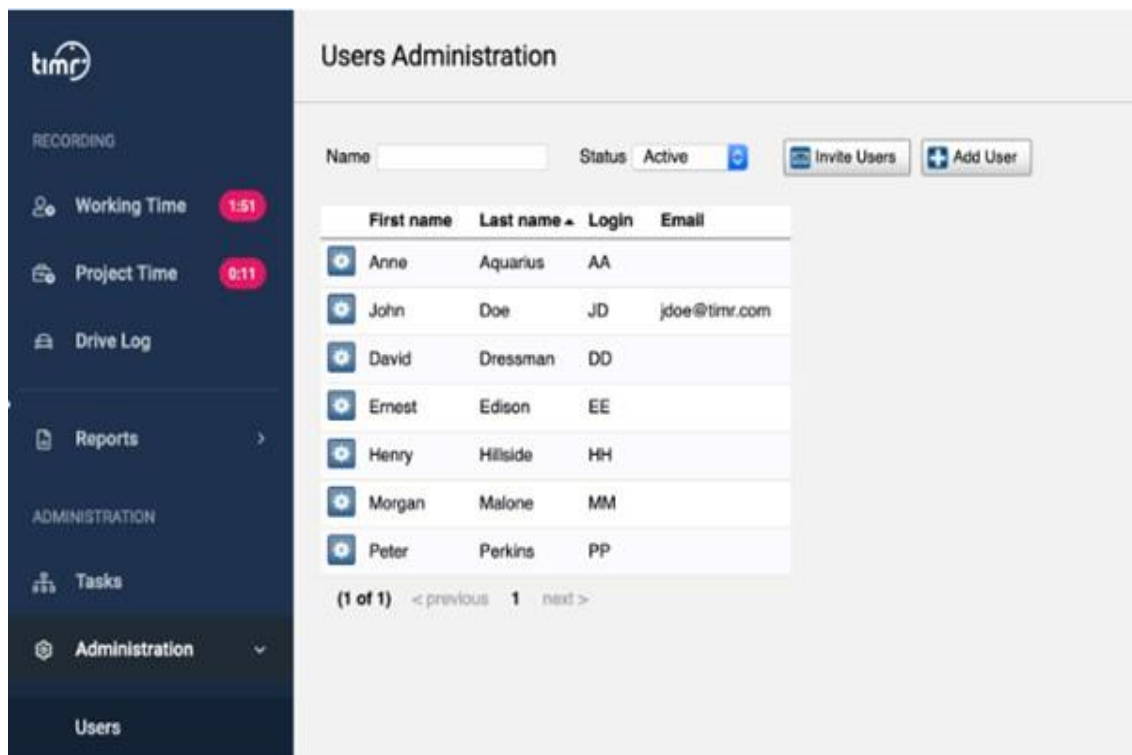 timr
Users Administration
RECORDING
Name Status Active Invite Users Add User
Working Time 1:51
First name Last name Login Email
Anne Aquarius AA
Project Time 0:11
John Doe JD jdoe@timr.com
Drive Log
David Dressman DD
Ernest Edison EE
Reports
Henry Hillside HH
Morgan Malone MM
ADMINISTRATION
Peter Perkins PP
Tasks
(1 of 1) < previous 1 next >
Administration
Users